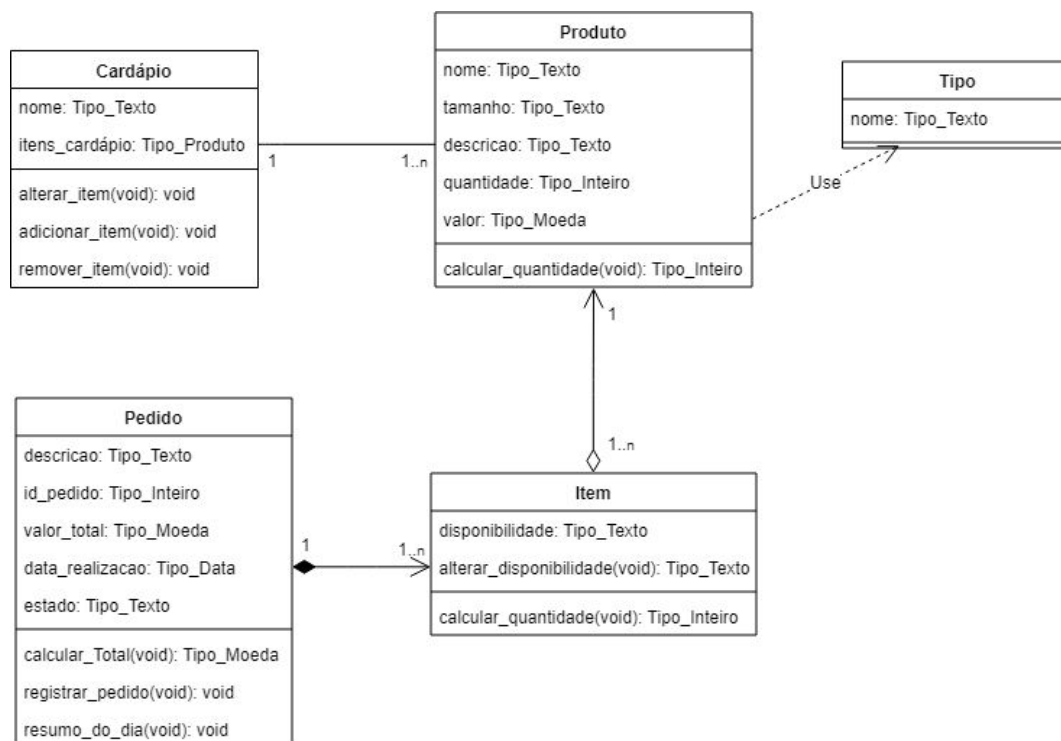 Cardápio
nome: Tipo_Texto
itens_cardápio: Tipo_Produto
alterar_item(void): void
adicionar_item(void): void
remover_item(void): void
1
1..n
Produto
nome: Tipo_Texto
tamanho: Tipo_Texto
descricao: Tipo_Texto
quantidade: Tipo_Inteiro
valor: Tipo_Moeda
calcular_quantidade(void): Tipo_Inteiro
Use
Tipo
nome: Tipo_Texto
1
1..n
Pedido
descricao: Tipo_Texto
id_pedido: Tipo_Inteiro
valor_total: Tipo_Moeda
data_realizacao: Tipo_Data
estado: Tipo_Texto
calcular_Total(void): Tipo_Moeda
registrar_pedido(void): void
resumo_do_dia(void): void
1
1..n
Item
disponibilidade: Tipo_Texto
alterar_disponibilidade(void): Tipo_Texto
calcular_quantidade(void): Tipo_Inteiro